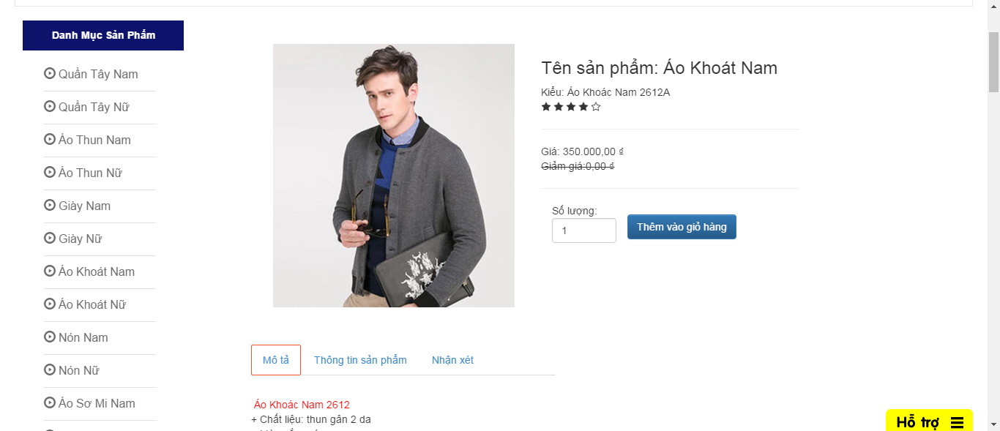 Danh Mục Sản Phẩm
Quần Tây Nam
Quần Tây Nữ
Áo Thun Nam
Áo Thun Nữ
Giày Nam
Giày Nữ
Áo Khoát Nam
Áo Khoát Nữ
Nón Nam
Nón Nữ
Áo Sơ Mi Nam
Tên sản phẩm: Áo Khoát Nam
Kiểu: Áo Khoác Nam 2612A
Giá: 350.000,00 ₫
Giảm giá:0,00 ₫
Số lượng:
1
Thêm vào giỏ hàng
Mô tả
Thông tin sản phẩm
Nhận xét
Áo Khoác Nam 2612
+ Chất liệu: thun gân 2 da
Hỗ trợ